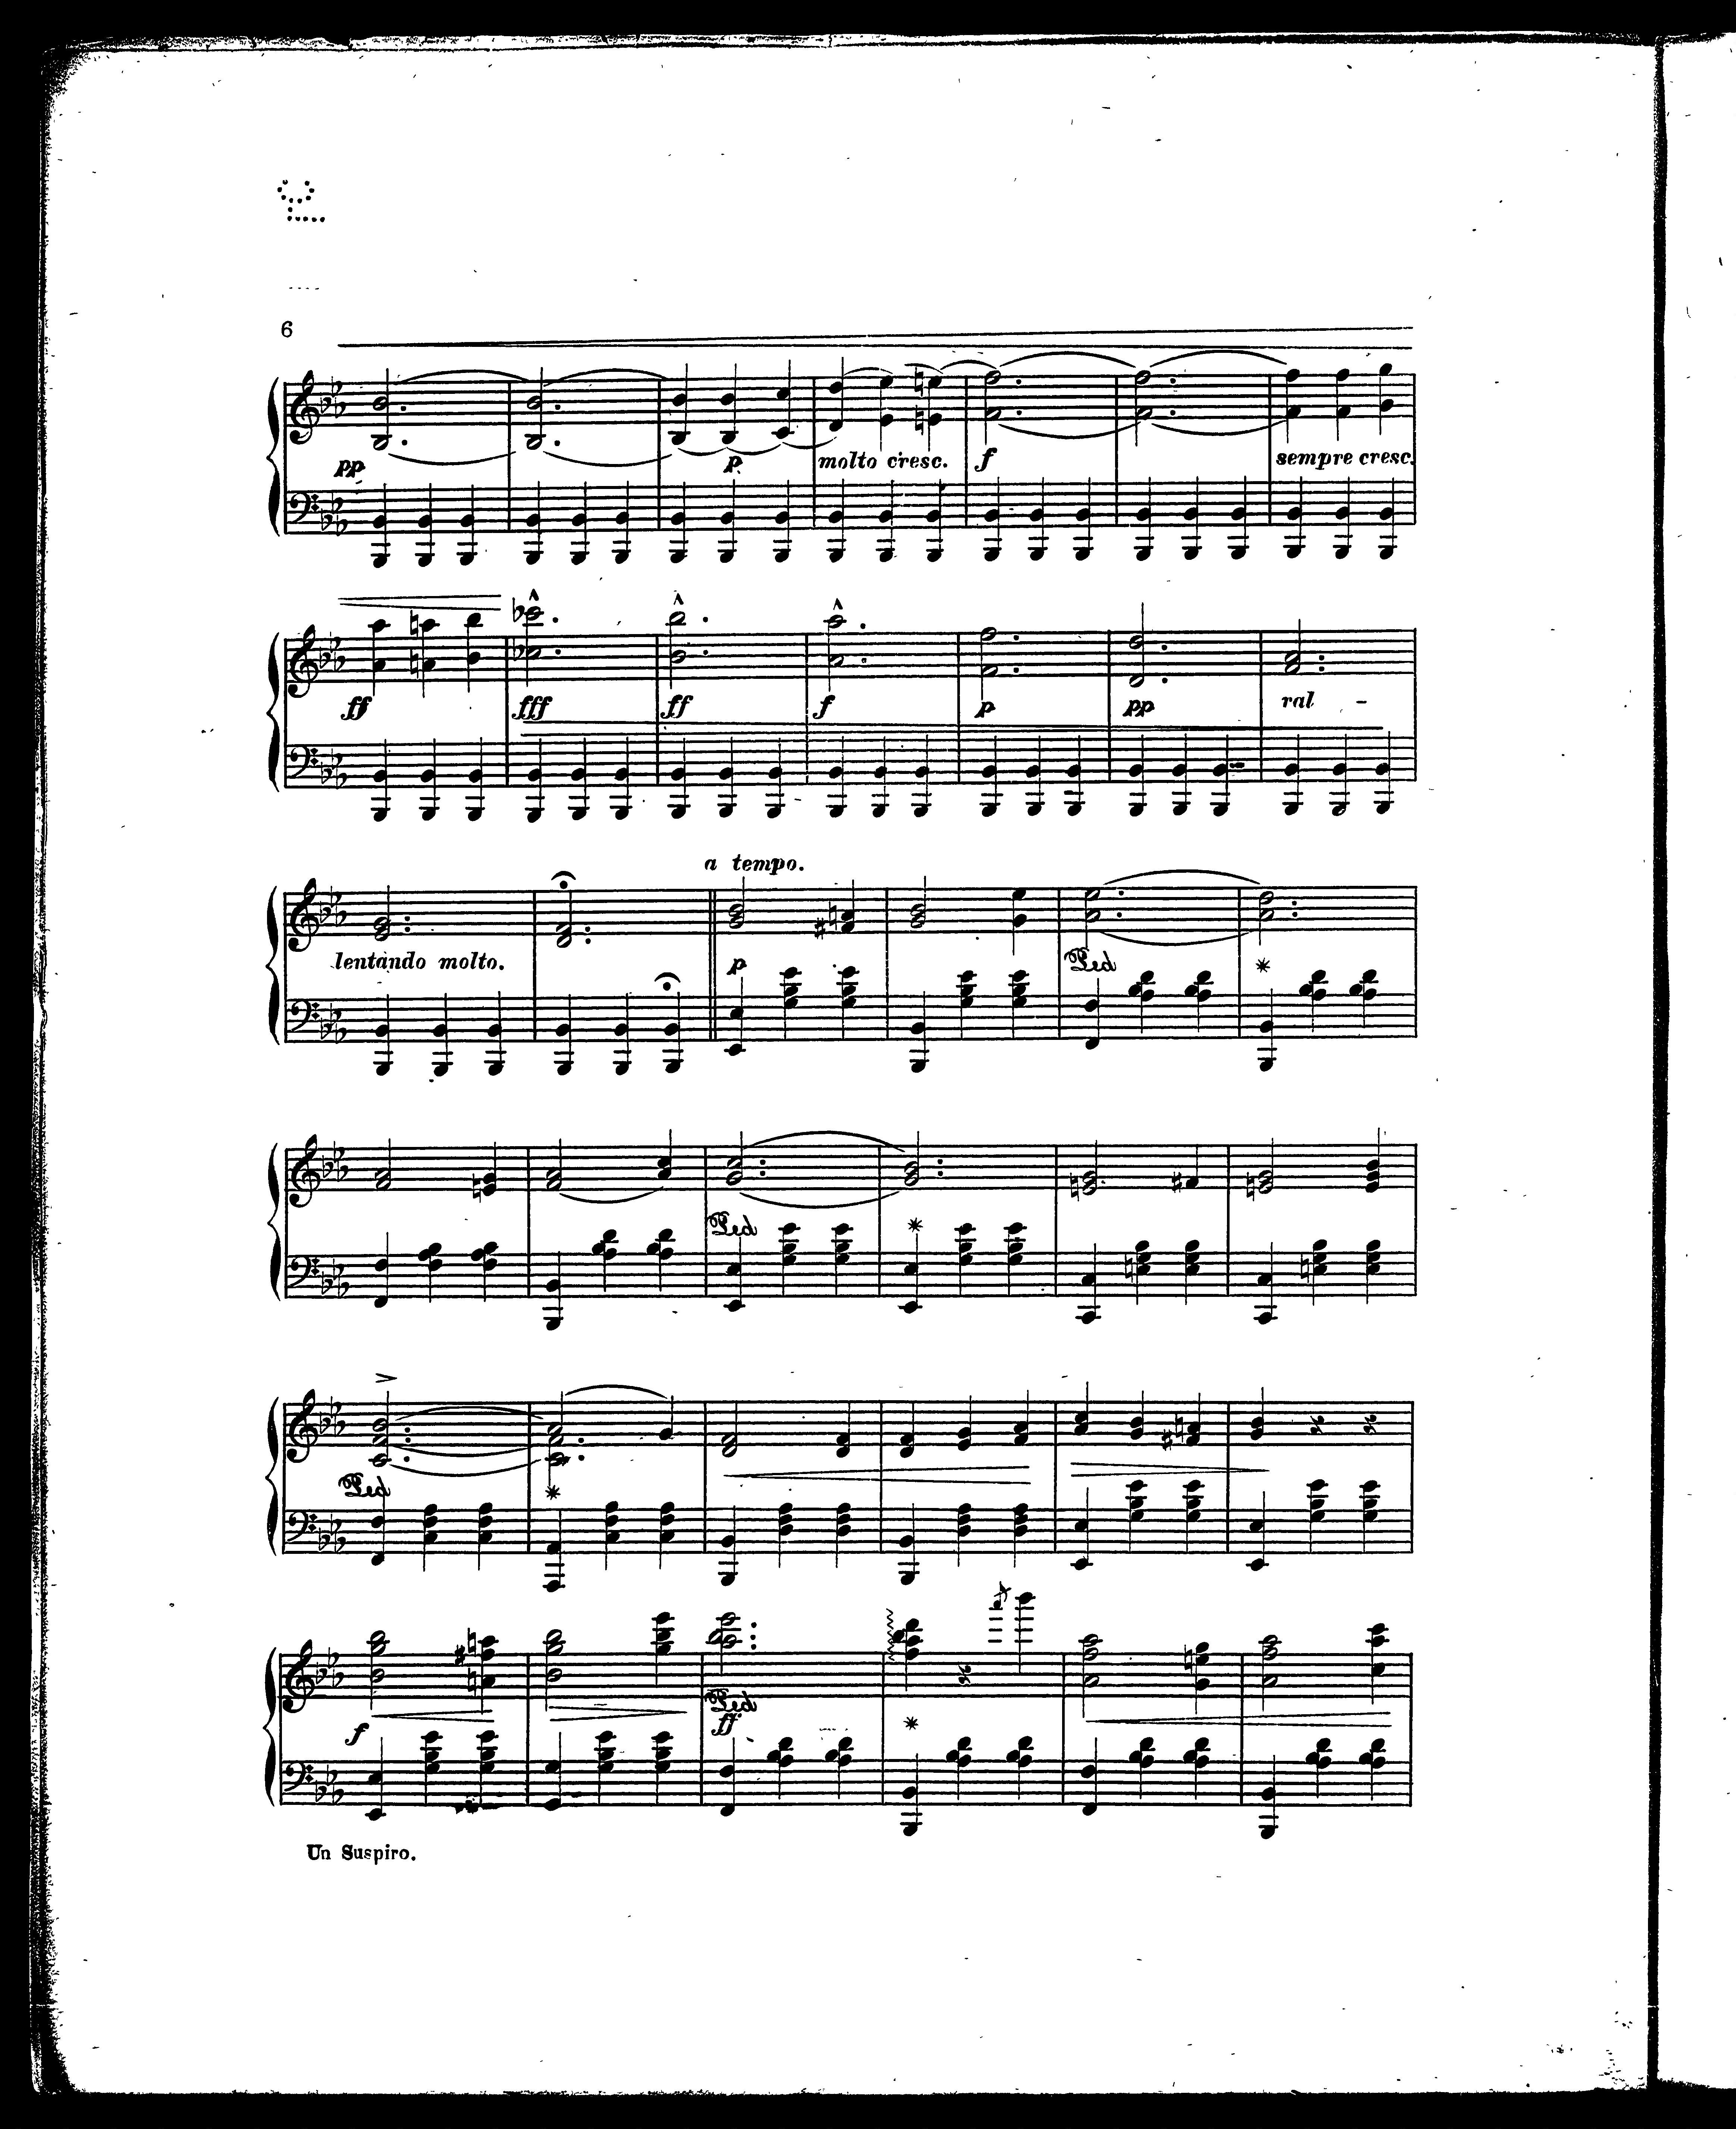 6
pp p molto cresc. f sempre cresc.
ff fff ff f p pp ral -
a tempo.
lentando molto. p Ped
Ped
Ped
f Ped
ff
Un Suspiro.